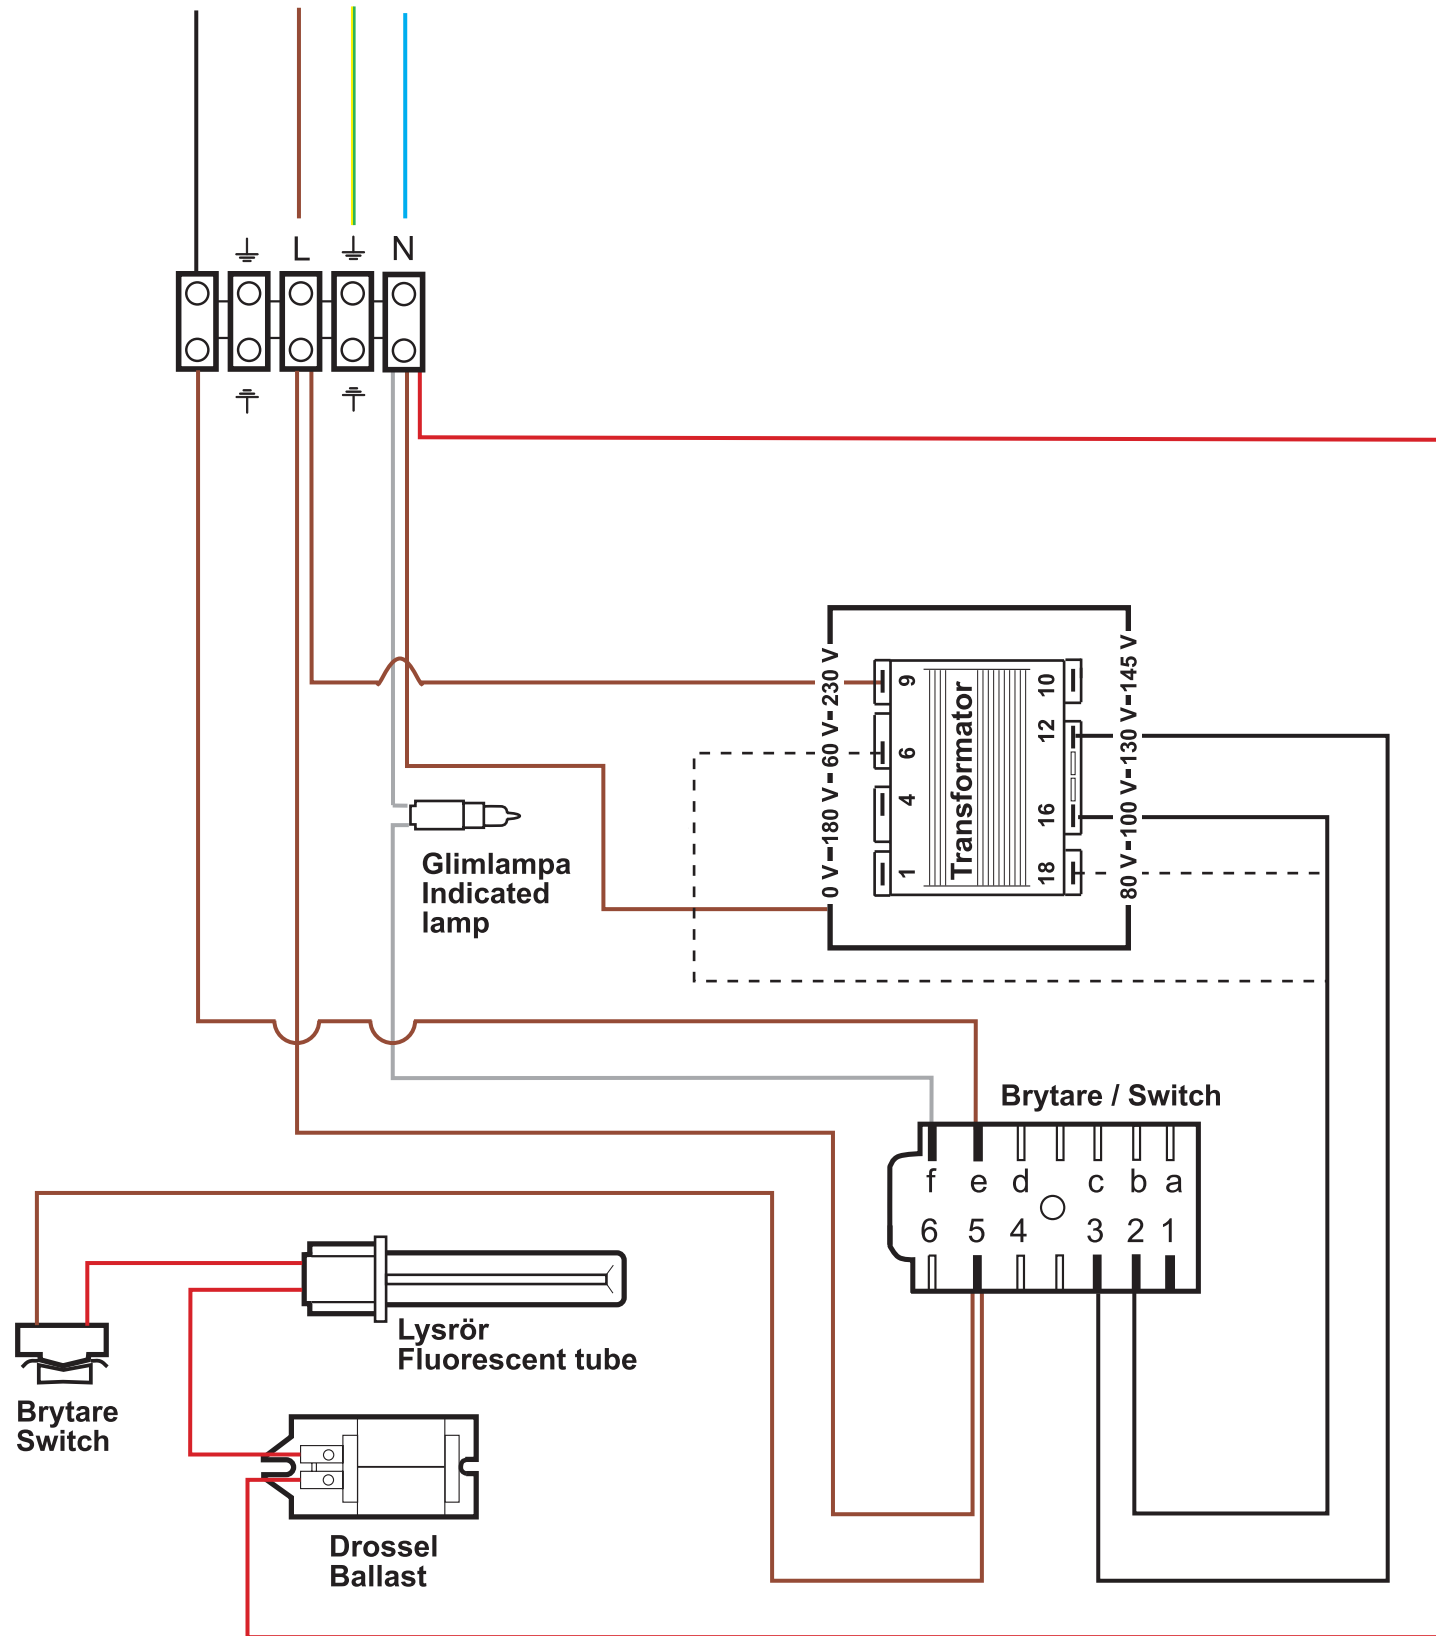 L
N
0 V 180 V 60 V 230 V
9
6
4
1
Transformator
10
12
16
18
80 V 100 V 130 V 145 V
Glimlampa
Indicated
lamp
Brytare / Switch
f e d c b a
6 5 4 3 2 1
Lysrör
Fluorescent tube
Brytare
Switch
Drossel
Ballast